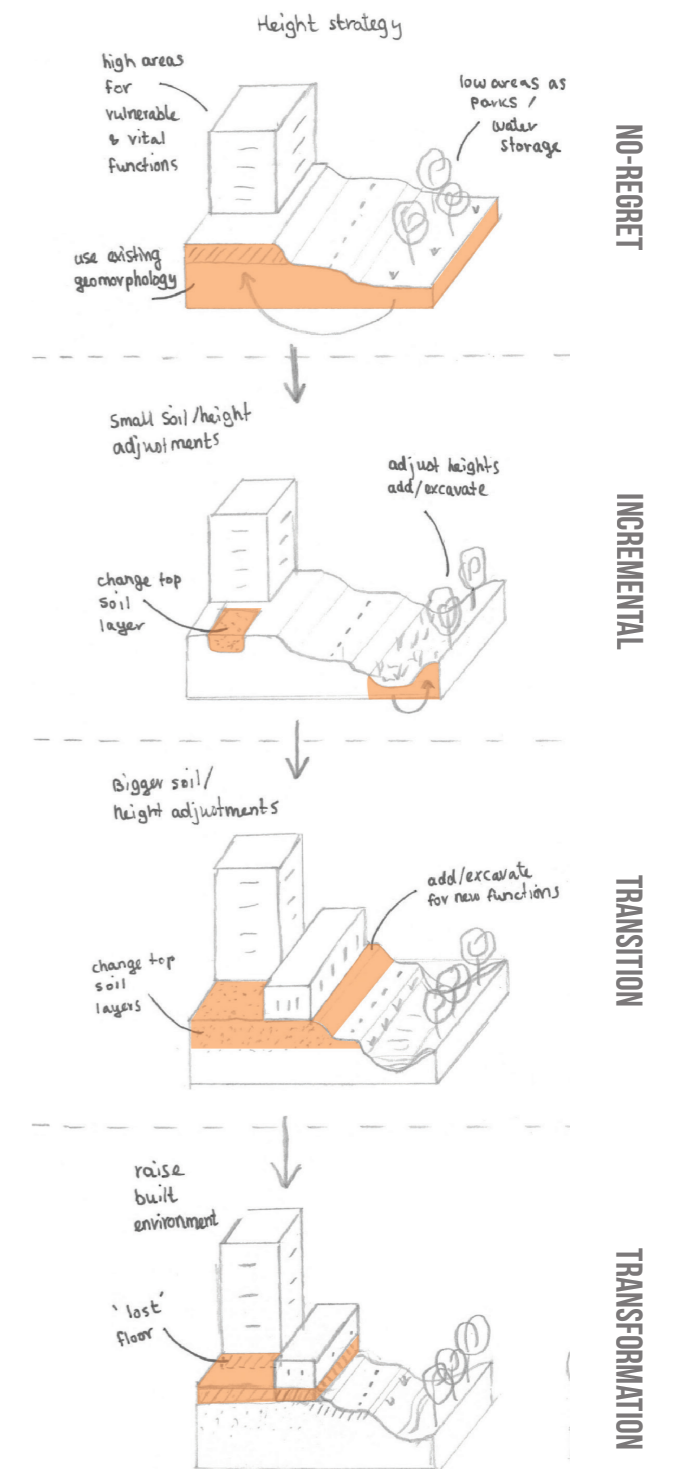 Height strategy
high areas
for
vulnerable
& vital
functions
low areas as
parks /
water
storage
use existing
geomorphology
NO-REGRET
Small soil/height
adjustments
adjust heights
add/excavate
change top
soil
layer
INCREMENTAL
Bigger soil/
height adjustments
add/excavate
for new functions
change top
soil
layers
TRANSITION
raise
built
environment
'lost'
floor
TRANSFORMATION